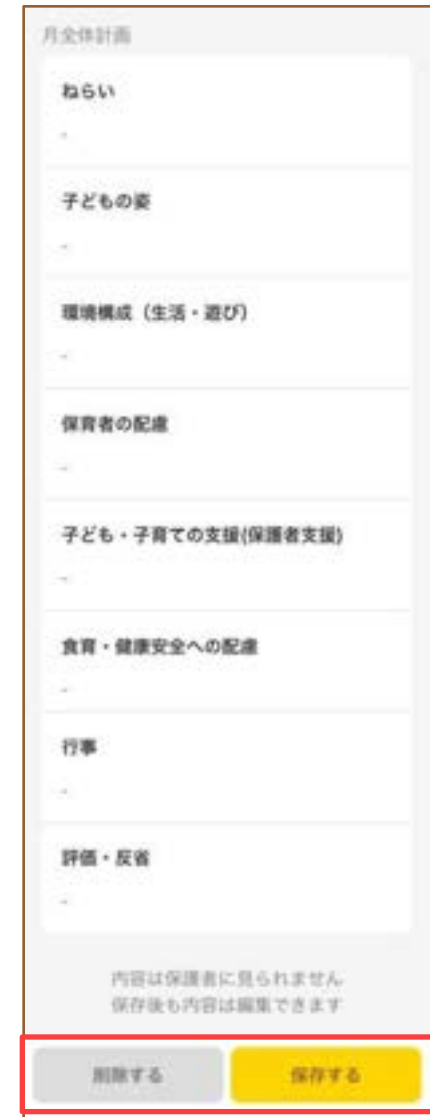 月全体計画
ねらい
-
子どもの姿
-
環境構成（生活・遊び）
-
保育者の配慮
-
子ども・子育ての支援(保護者支援)
-
食育・健康安全への配慮
-
行事
-
評価・反省
-
内容は保護者に見られません
保存後も内容は編集できます
削除する
保存する